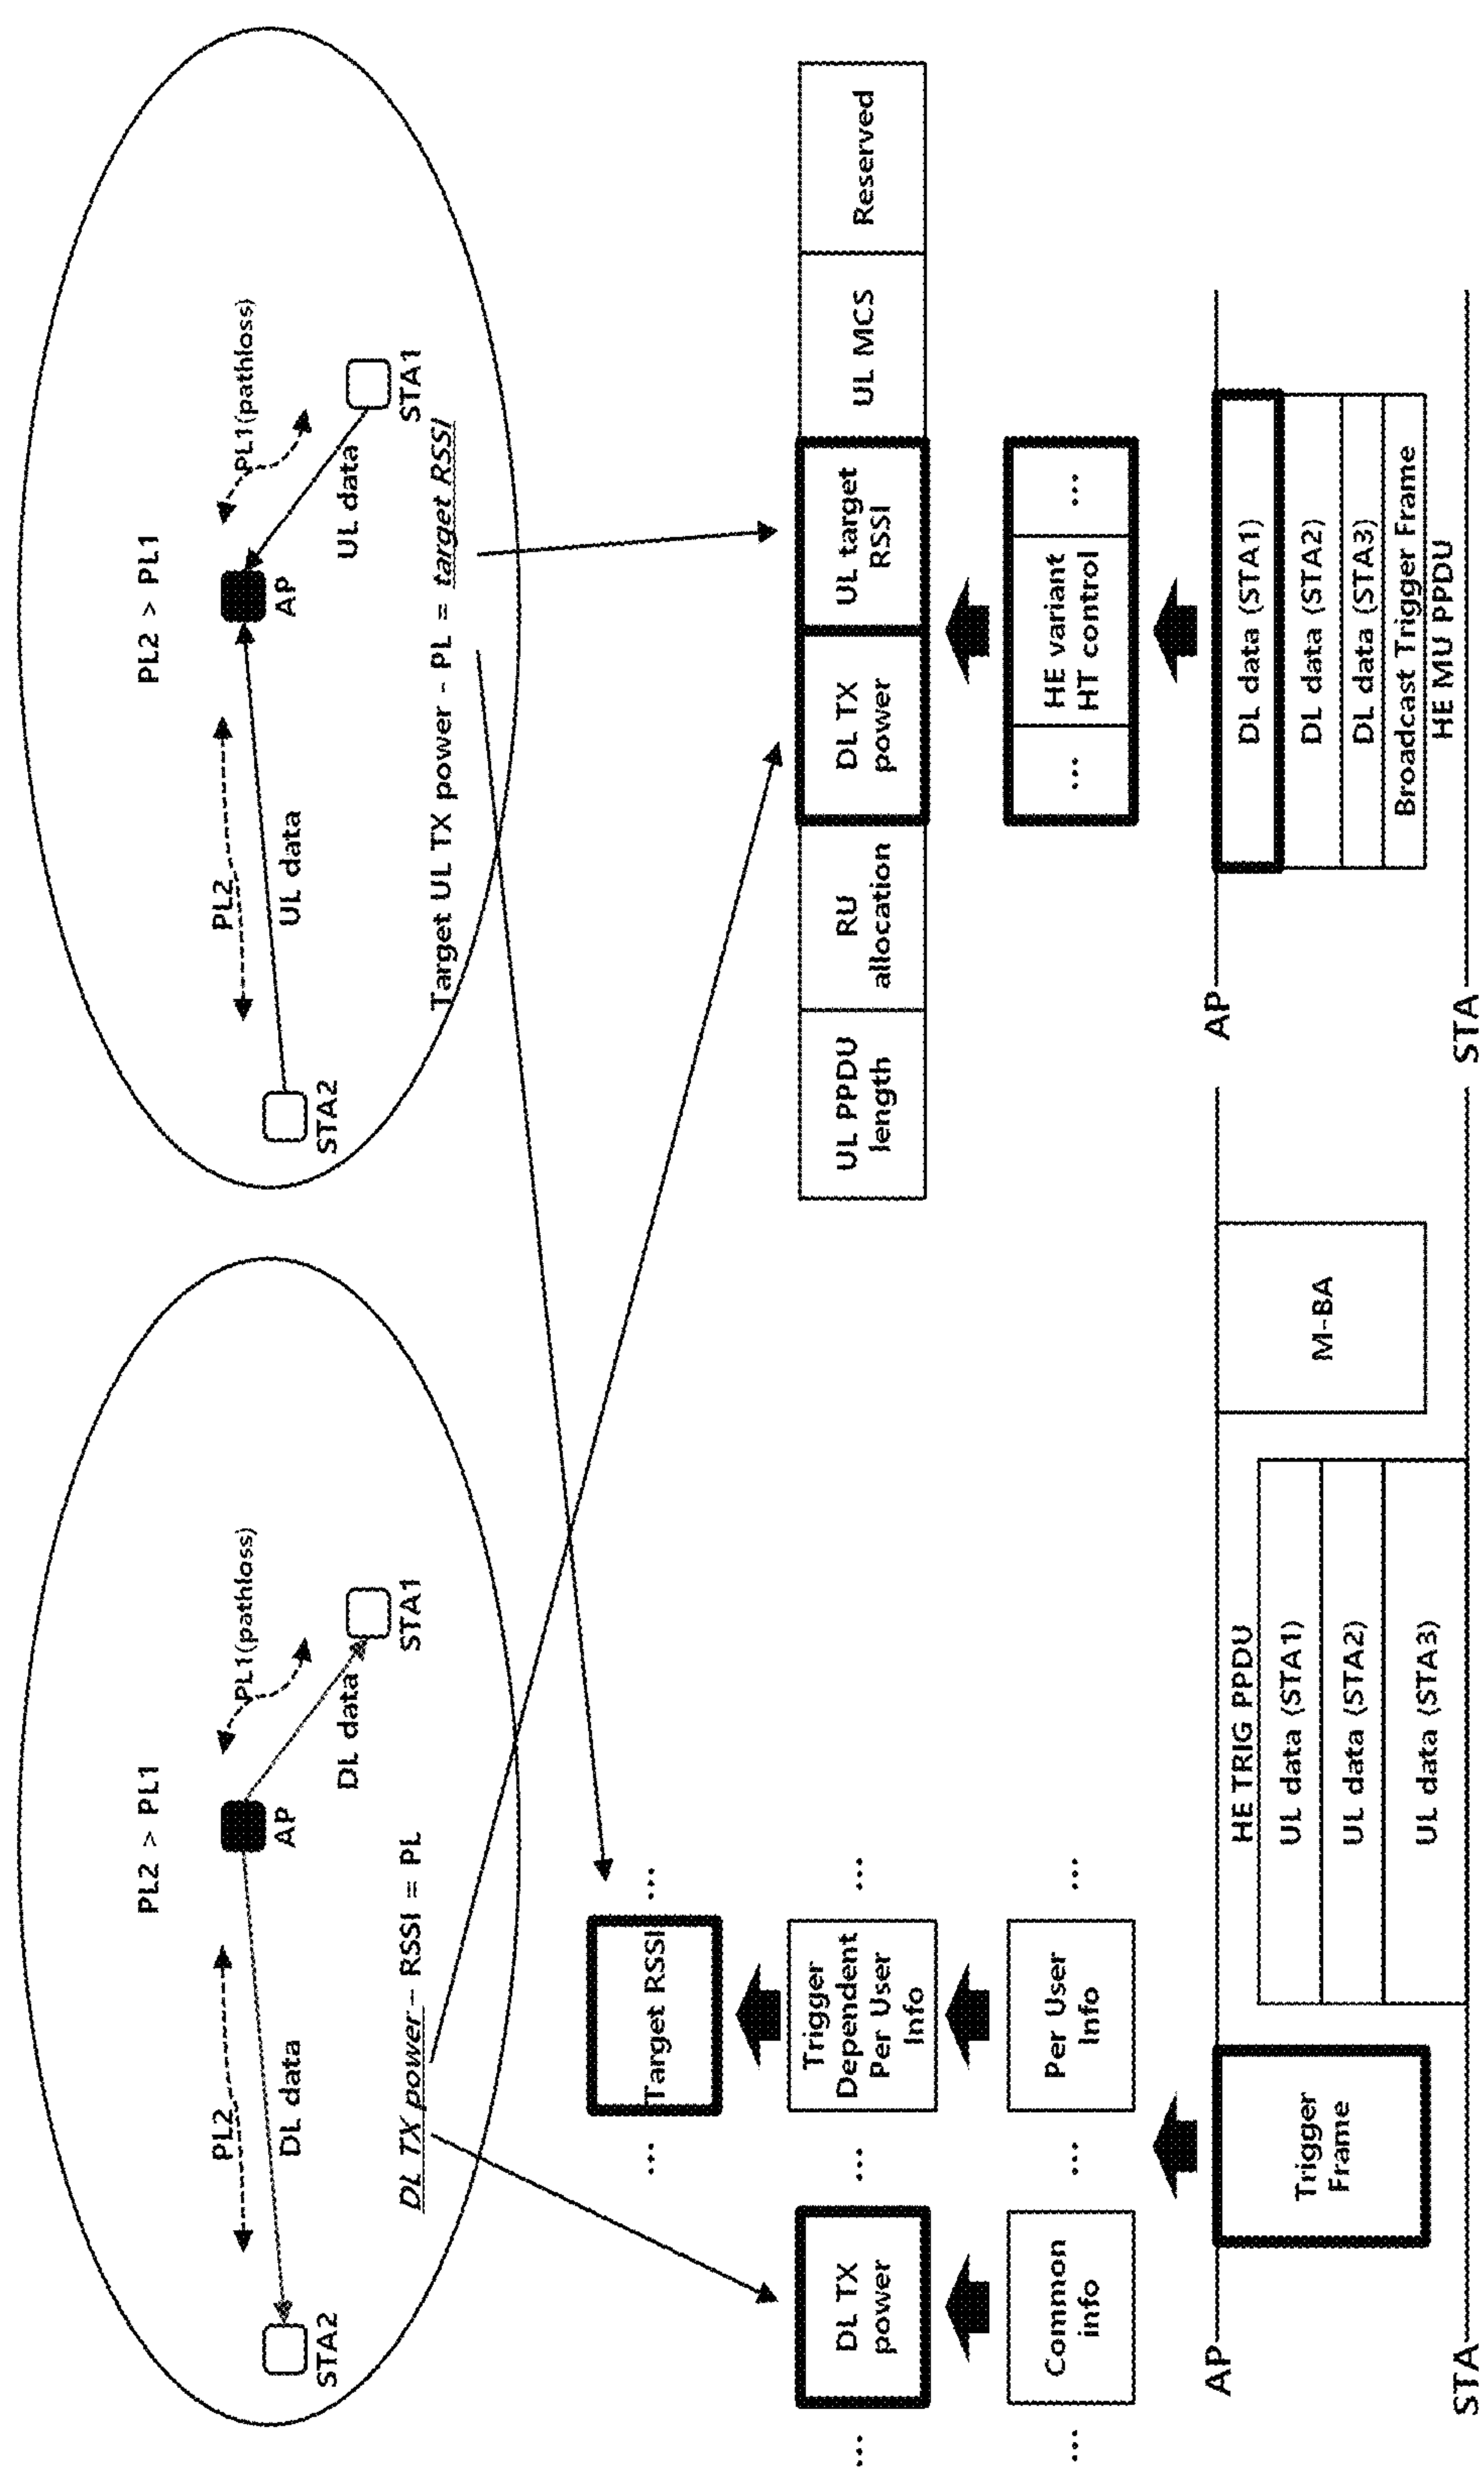 PL2 > PL1
PL2
PL1(pathloss)
AP
DL data
DL data
STA2
STA1
DL TX power – RSSI = PL
PL2 > PL1
PL2
PL1(pathloss)
AP
UL data
UL data
STA2
STA1
Target UL TX power - PL = target RSSI
...
Target RSSI
...
...
DL TX
power
...
Trigger
Dependent
Per User
Info
...
...
Common
info
...
Per User
Info
...
UL PPDU
length
RU
allocation
DL TX
power
UL target
RSSI
UL MCS
Reserved
...
HE variant
HT control
...
AP
Trigger
Frame
HE TRIG PPDU
UL data (STA1)
UL data (STA2)
UL data (STA3)
M-BA
STA
AP
DL data (STA1)
DL data (STA2)
DL data (STA3)
Broadcast Trigger Frame
HE MU PPDU
STA